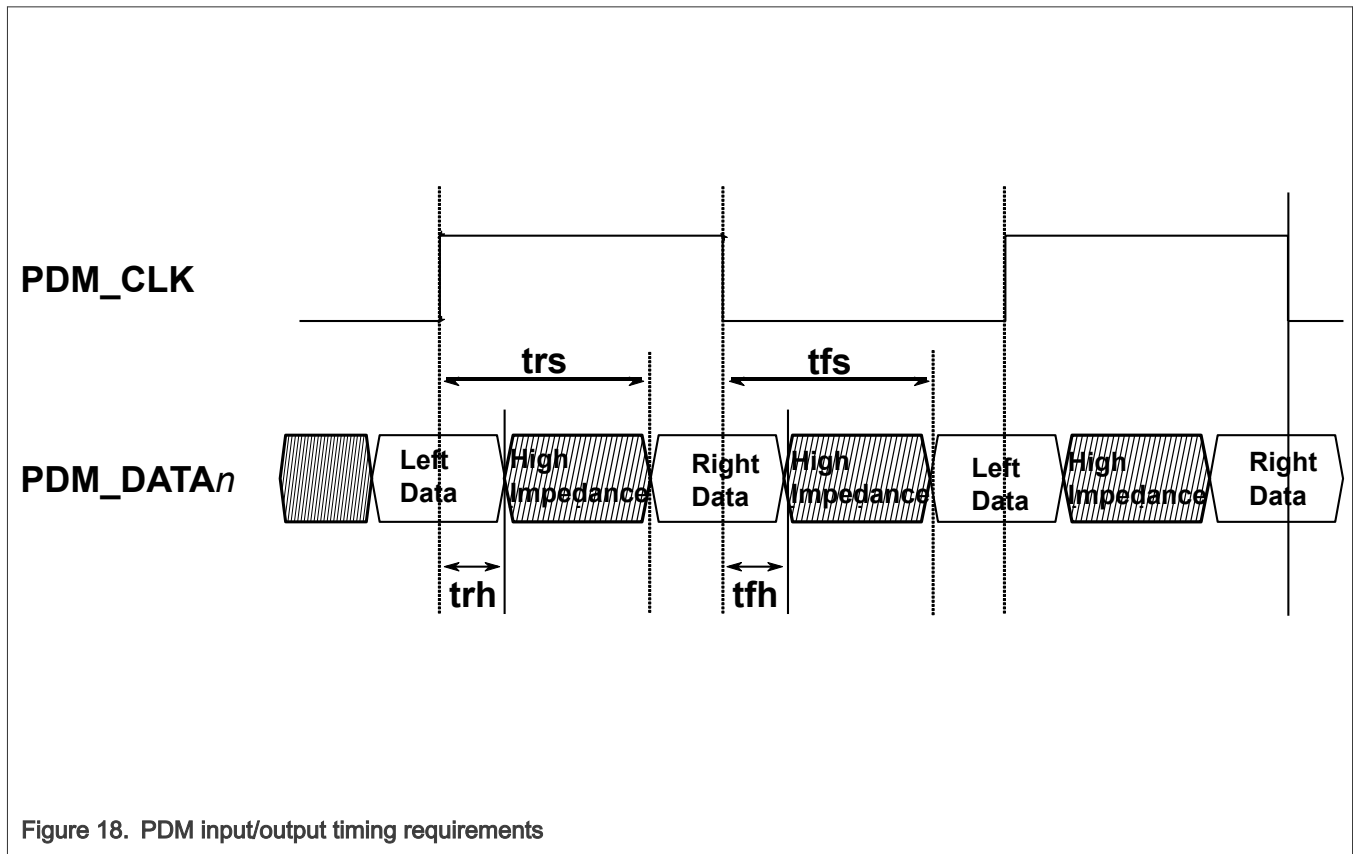 PDM_CLK
trs
tfs
PDM_DATAn
Left
Data
High
Impedance
Right
Data
High
Impedance
Left
Data
High
Impedance
Right
Data
trh
tfh
Figure 18. PDM input/output timing requirements